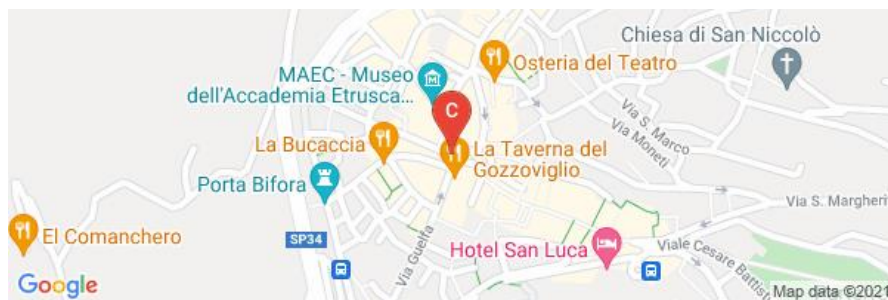 Chiesa di San Niccolò
Osteria del Teatro
MAEC - Museo
dell'Accademia Etrusca...
C
Via S. Marco
Via Moneti
La Bucaccia
La Taverna del
Gozzoviglio
Porta Bifora
Via S. Margheri
El Comanchero
SP34
Via Guelfa
Hotel San Luca
Viale Cesare Battist
Google
Map data ©2021